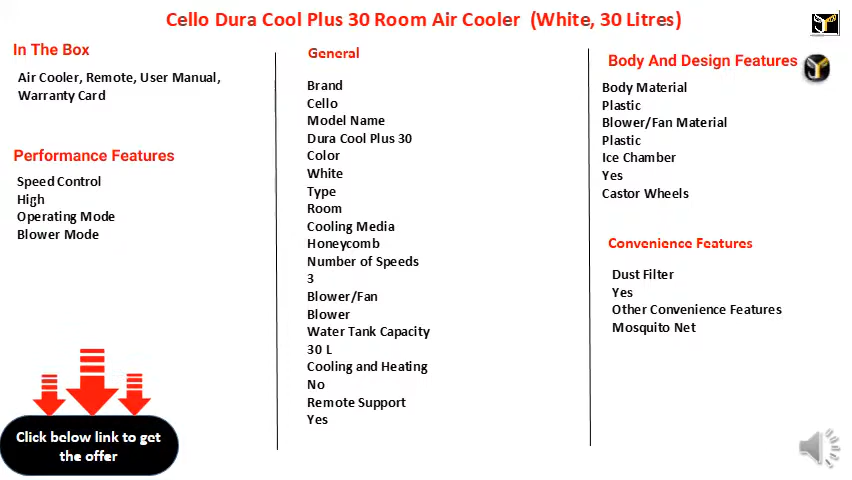 Cello Dura Cool Plus 30 Room Air Cooler (White, 30 Litres)
In The Box
Air Cooler, Remote, User Manual,
Warranty Card
Performance Features
Speed Control
High
Operating Mode
Blower Mode
Click below link to get
the offer
General
Brand
Cello
Model Name
Dura Cool Plus 30
Color
White
Type
Room
Cooling Media
Honeycomb
Number of Speeds
3
Blower/Fan
Blower
Water Tank Capacity
30 L
Cooling and Heating
No
Remote Support
Yes
Body And Design Features
Body Material
Plastic
Blower/Fan Material
Plastic
Ice Chamber
Yes
Castor Wheels
Convenience Features
Dust Filter
Yes
Other Convenience Features
Mosquito Net